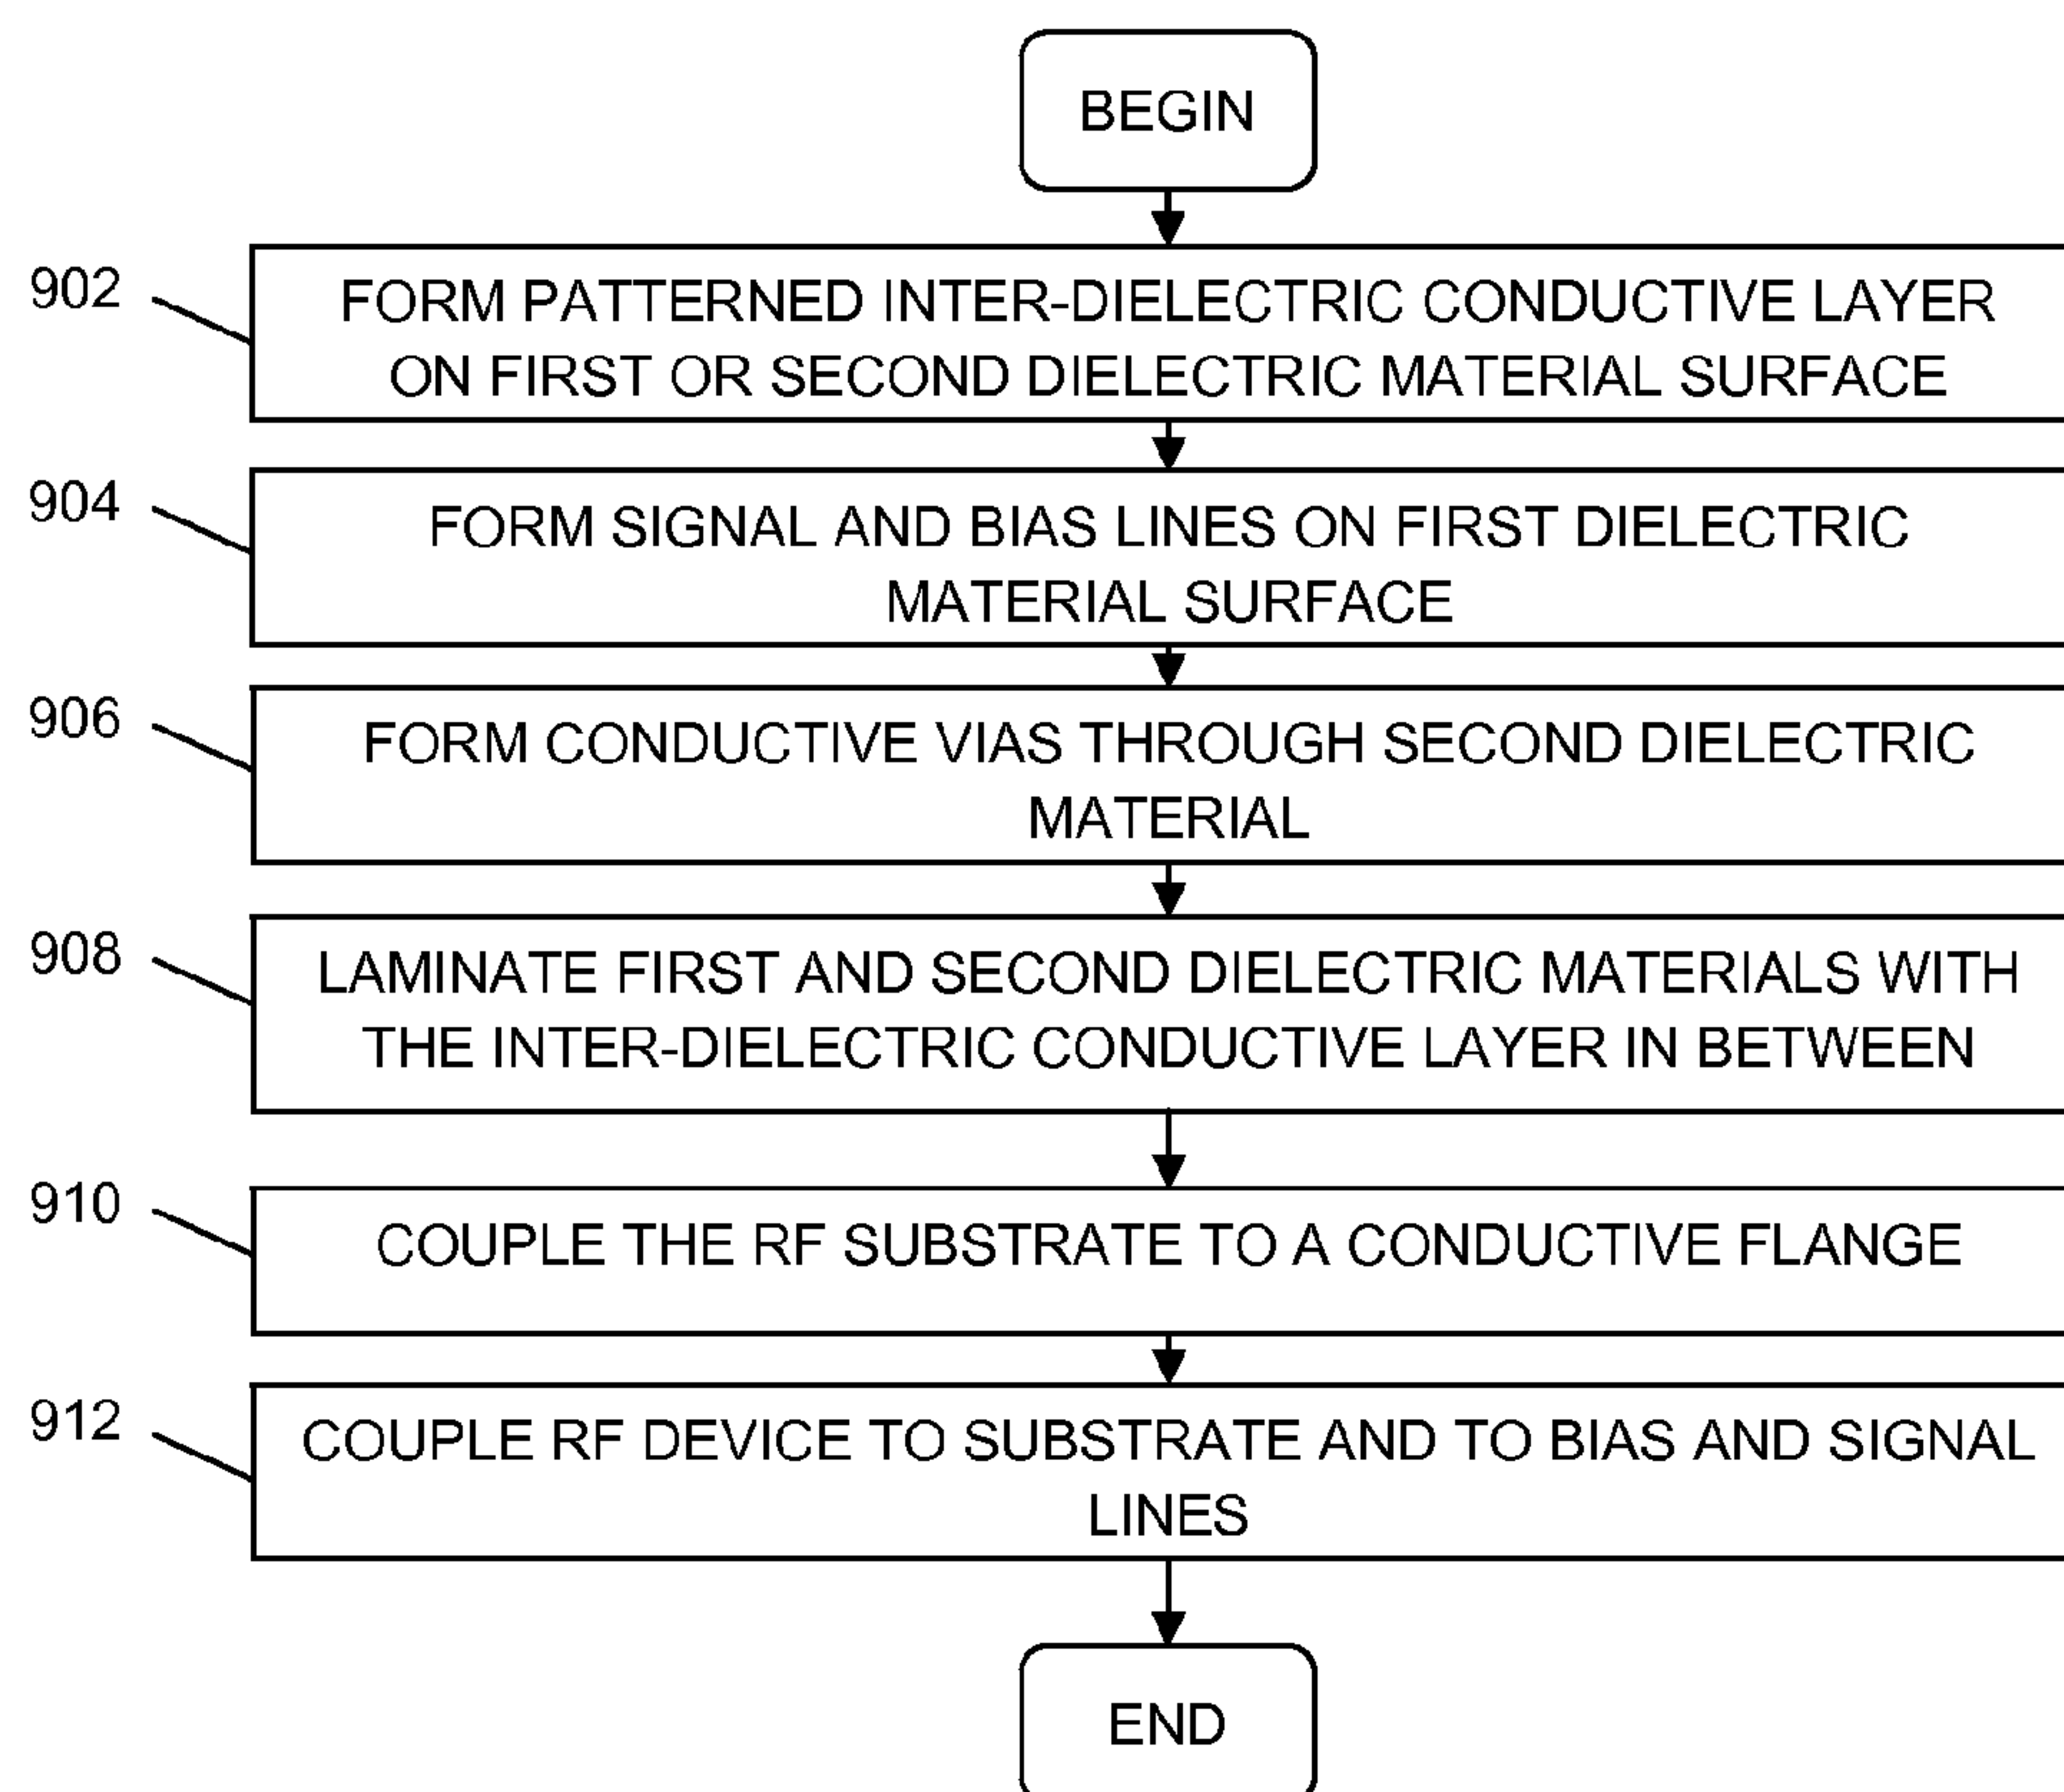 BEGIN
902
FORM PATTERNED INTER-DIELECTRIC CONDUCTIVE LAYER
ON FIRST OR SECOND DIELECTRIC MATERIAL SURFACE
904
FORM SIGNAL AND BIAS LINES ON FIRST DIELECTRIC
MATERIAL SURFACE
906
FORM CONDUCTIVE VIAS THROUGH SECOND DIELECTRIC
MATERIAL
908
LAMINATE FIRST AND SECOND DIELECTRIC MATERIALS WITH
THE INTER-DIELECTRIC CONDUCTIVE LAYER IN BETWEEN
910
COUPLE THE RF SUBSTRATE TO A CONDUCTIVE FLANGE
912
COUPLE RF DEVICE TO SUBSTRATE AND TO BIAS AND SIGNAL
LINES
END